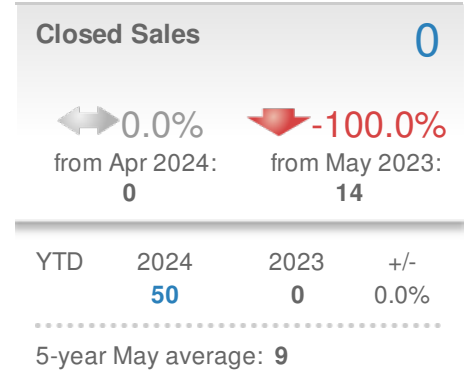 Closed Sales 0
0.0% -100.0%
from Apr 2024: from May 2023:
0 14
YTD 2024 2023 +/-
50 0 0.0%
5-year May average: 9